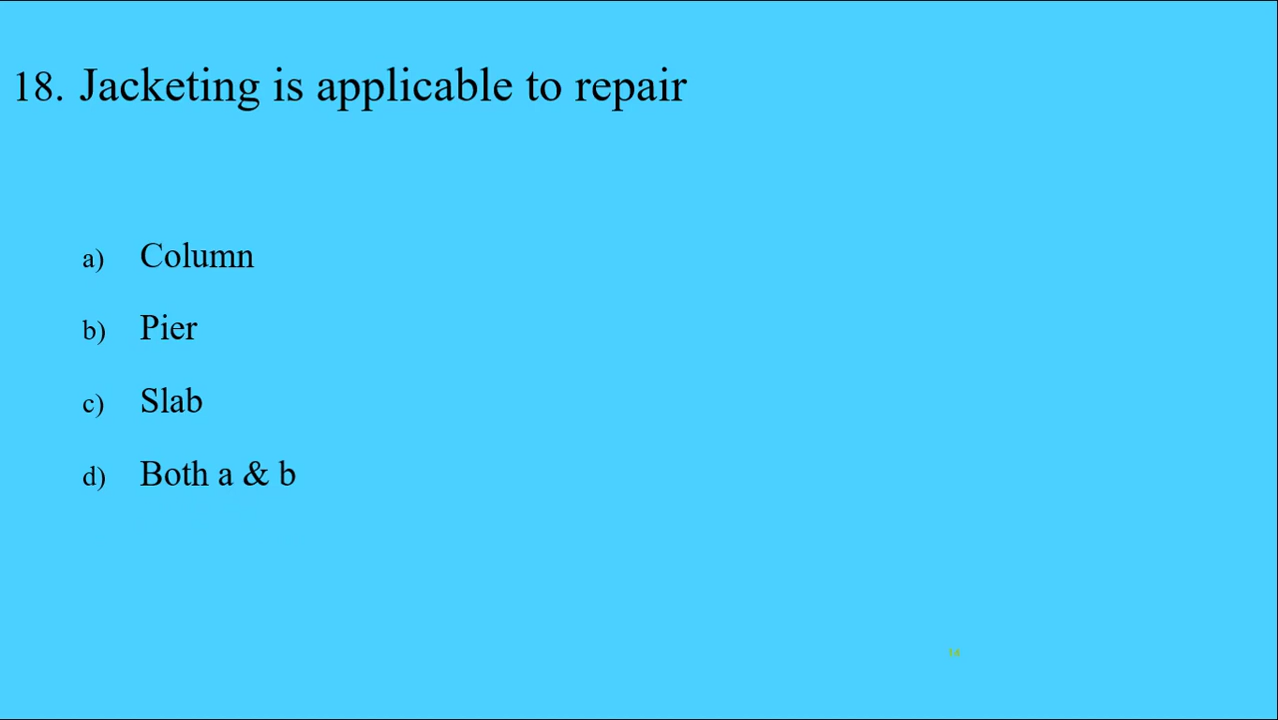 18. Jacketing is applicable to repair
a) Column
b) Pier
c) Slab
d) Both a & b